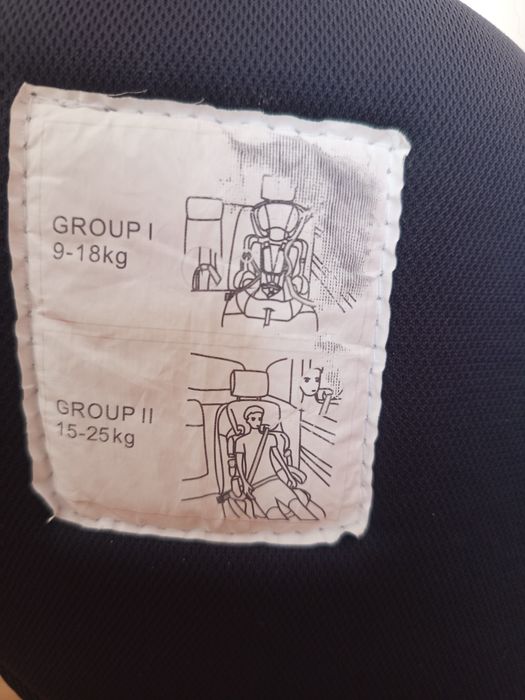 GROUP I
9-18kg
GROUP II
15-25kg